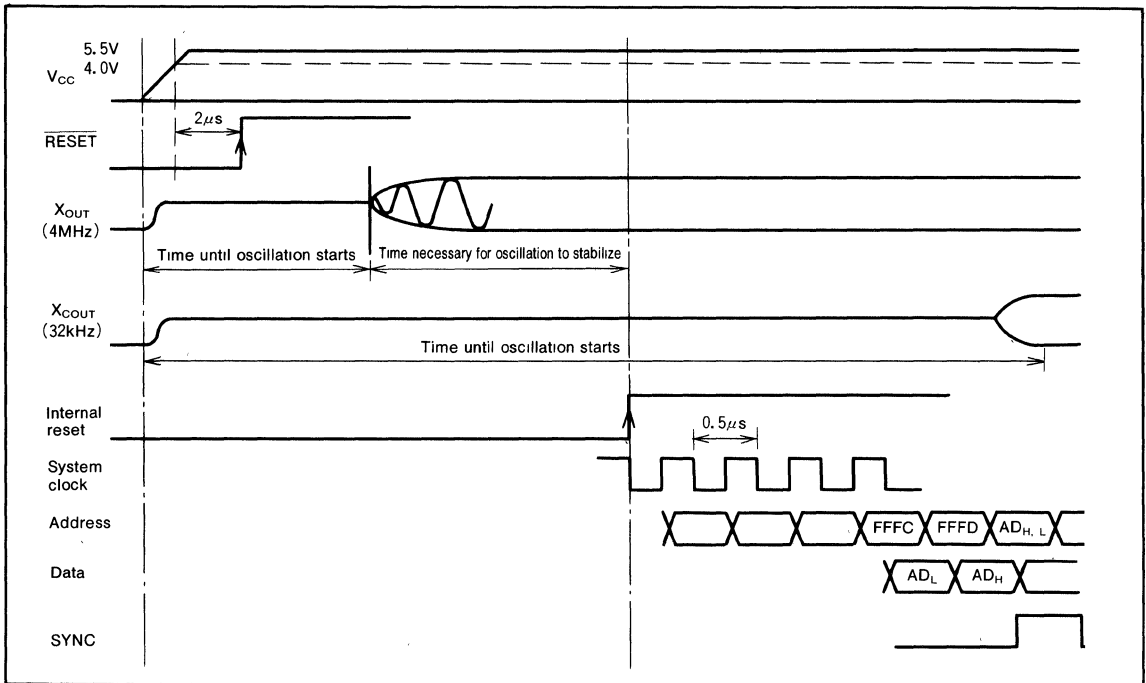 5.5V
VCC 4.0V
2μs
RESET
XOUT
(4MHz)
Time until oscillation starts
Time necessary for oscillation to stabilize
XCOUT
(32kHz)
Time until oscillation starts
Internal
reset
0.5μs
System
clock
Address
FFFC FFFD ADH, L
Data
ADL ADH
SYNC